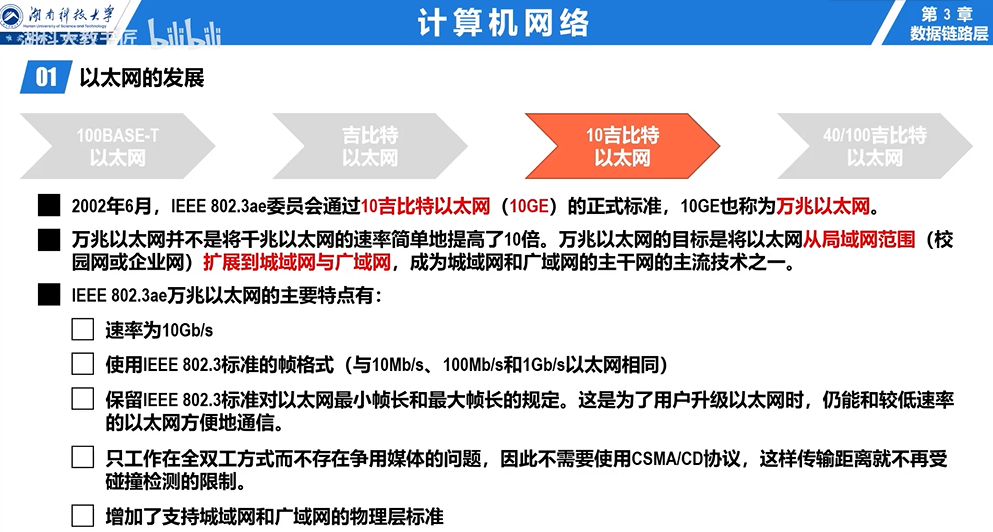 湖南科技大学
Hunan University of Science and Technology
湖科大教书匠 bilibili
计算机网络
第 3 章
数据链路层
01 以太网的发展
100BASE-T
以太网
吉比特
以太网
10吉比特
以太网
40/100吉比特
以太网
2002年6月，IEEE 802.3ae委员会通过10吉比特以太网（10GE）的正式标准，10GE也称为万兆以太网。
万兆以太网并不是将千兆以太网的速率简单地提高了10倍。万兆以太网的目标是将以太网从局域网范围（校
园网或企业网）扩展到城域网与广域网，成为城域网和广域网的主干网的主流技术之一。
IEEE 802.3ae万兆以太网的主要特点有：
速率为10Gb/s
使用IEEE 802.3标准的帧格式（与10Mb/s、100Mb/s和1Gb/s以太网相同）
保留IEEE 802.3标准对以太网最小帧长和最大帧长的规定。这是为了用户升级以太网时，仍能和较低速率
的以太网方便地通信。
只工作在全双工方式而不存在争用媒体的问题，因此不需要使用CSMA/CD协议，这样传输距离就不再受
碰撞检测的限制。
增加了支持城域网和广域网的物理层标准